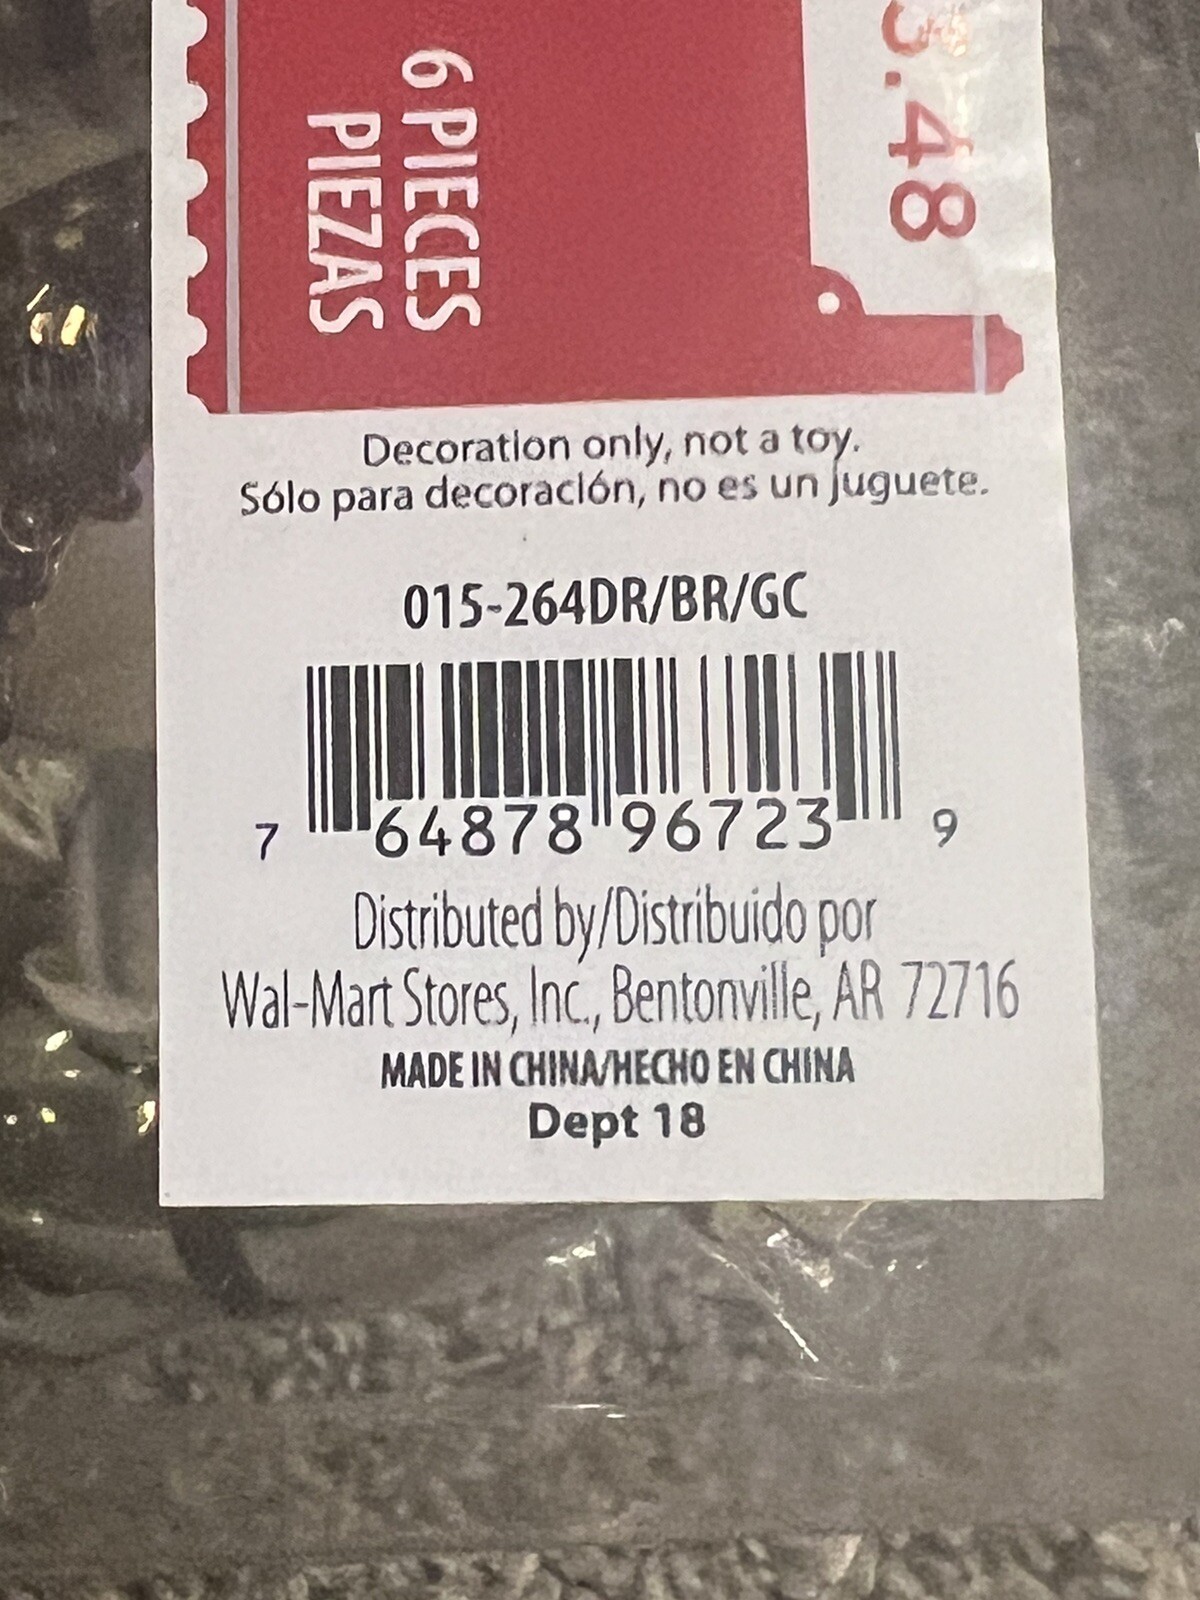 6 PIECES
PIEZAS
3.48
Decoration only, not a toy.
Sólo para decoración, no es un juguete.
015-264DR/BR/GC
7 64878 96723 9
Distributed by/Distribuido por
Wal-Mart Stores, Inc., Bentonville, AR 72716
MADE IN CHINA/HECHO EN CHINA
Dept 18